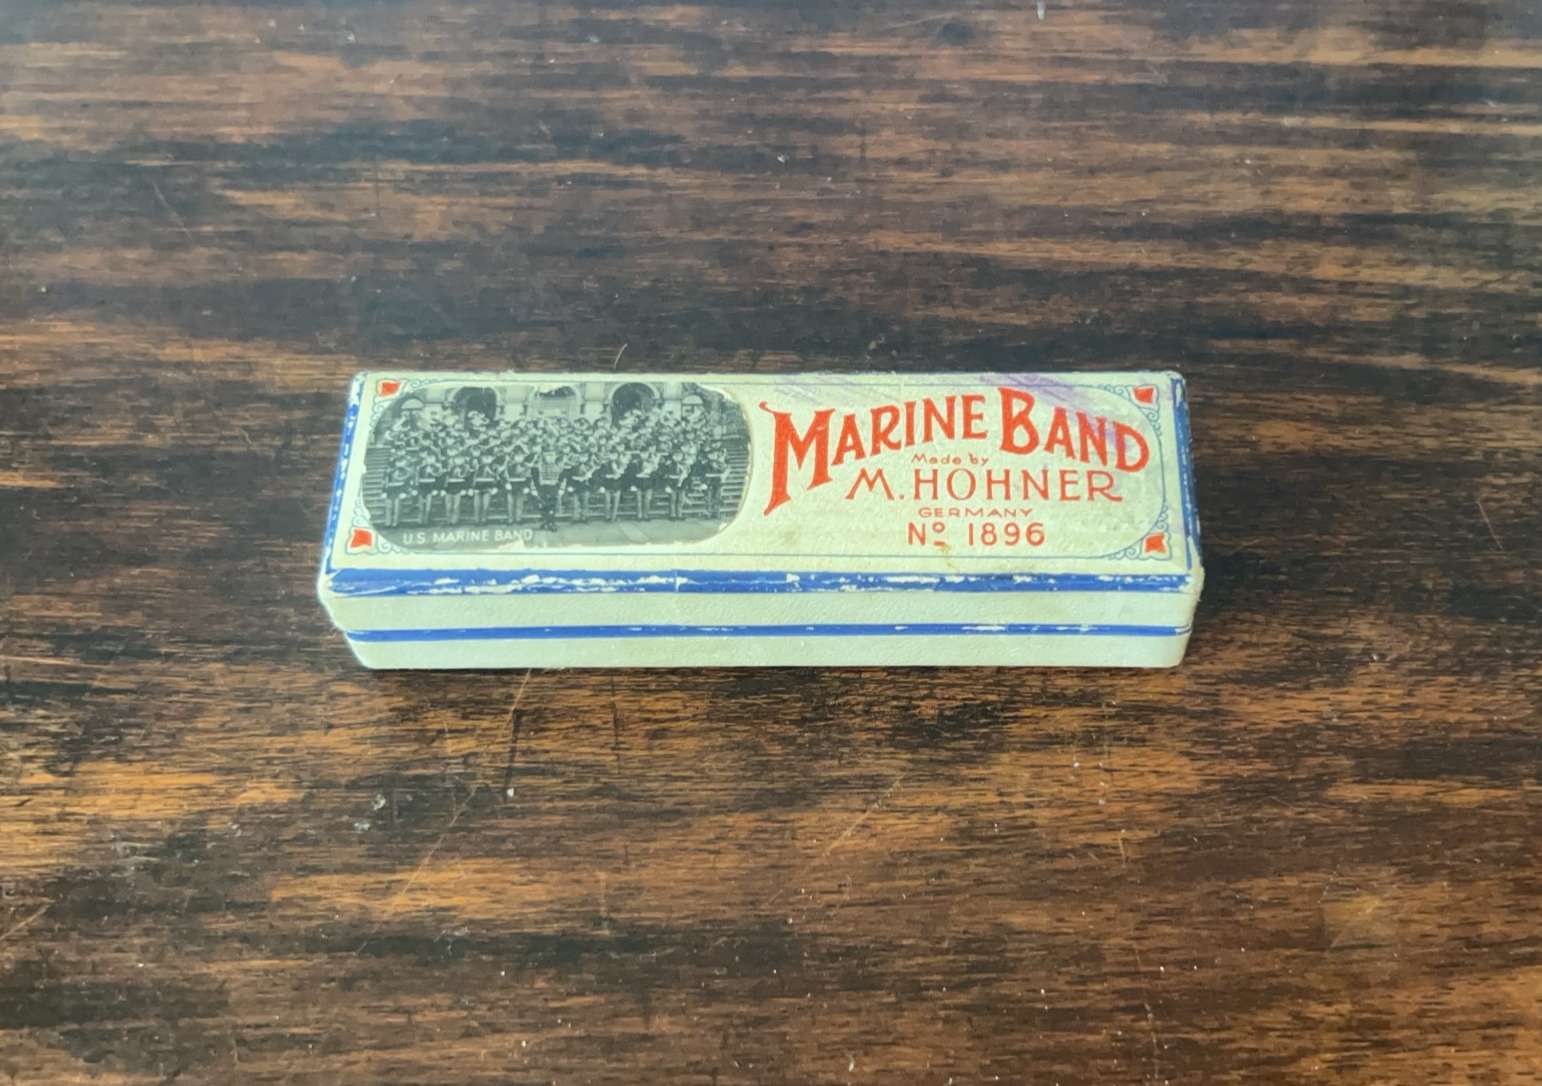 U.S. MARINE BAND
MARINE BAND
Made by
M. HOHNER
GERMANY
Nº 1896